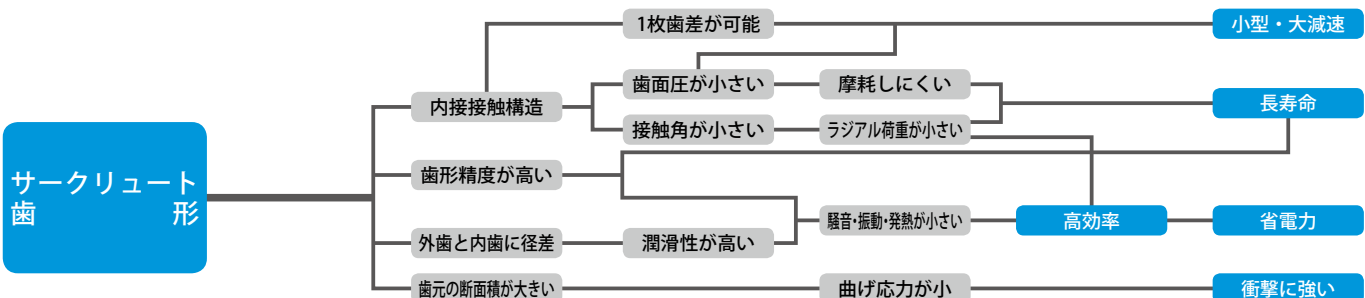 1枚歯差が可能
小型・大減速
歯面圧が小さい
摩耗しにくい
内接接触構造
長寿命
接触角が小さい
ラジアル荷重が小さい
サークリュート
歯形
歯形精度が高い
騒音・振動・発熱が小さい
高効率
省電力
外歯と内歯に径差
潤滑性が高い
歯元の断面積が大きい
曲げ応力が小
衝撃に強い